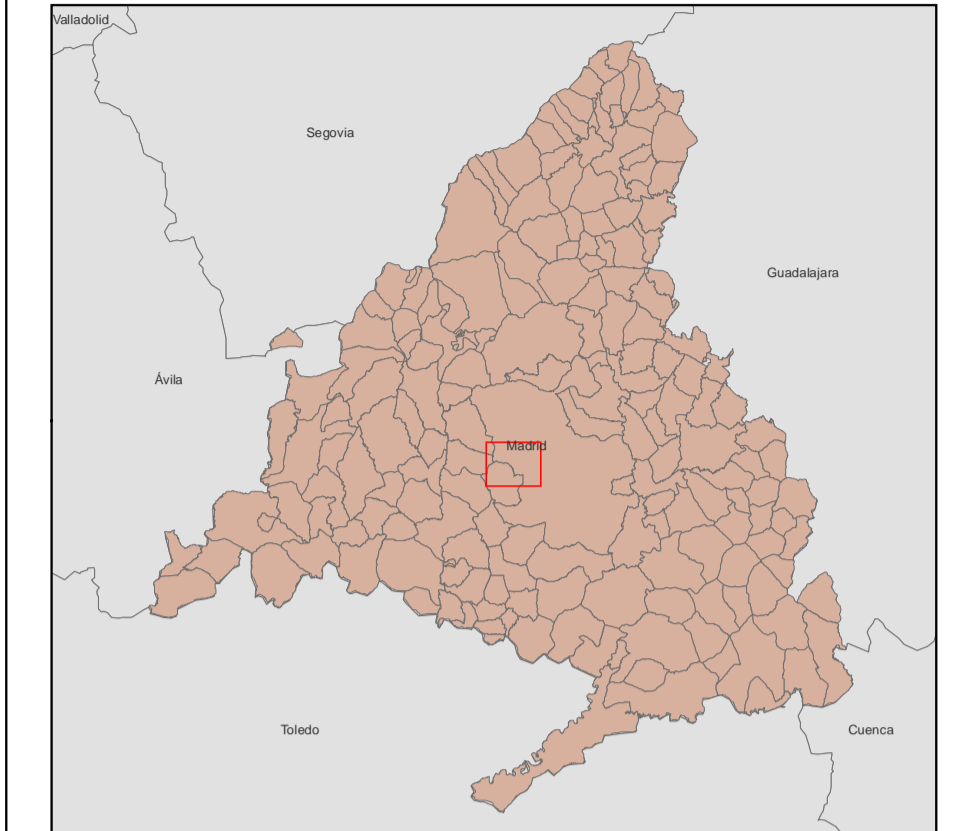 Valladolid
Segovia
Guadalajara
Ávila
Madrid
Toledo
Cuenca